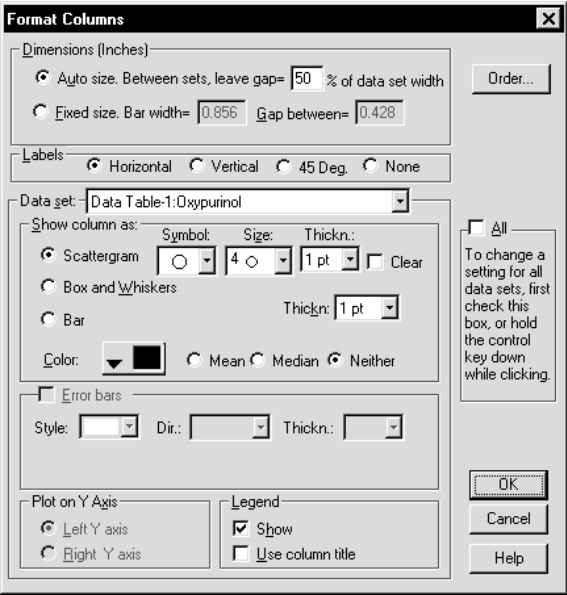 Format Columns
Dimensions (Inches)
Auto size. Between sets, leave gap= 50 % of data set width
Order...
Fixed size. Bar width= 0.856 Gap between= 0.428
Labels
Horizontal Vertical 45 Deg. None
Data set: Data Table-1:Oxypurinol
Show column as:
Symbol: Size: Thickn.:
Scattergram 4 1 pt Clear
Box and Whiskers
Thickn: 1 pt
Bar
Color: Mean Median Neither
All
To change a
setting for all
data sets, first
check this
box, or hold
the control
key down
while clicking.
Error bars
Style: Dir.: Thickn.:
Plot on Y Axis
Left Y axis
Right Y axis
Legend
Show
Use column title
OK
Cancel
Help